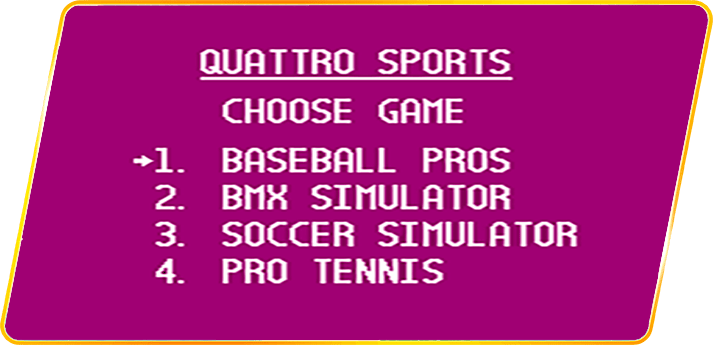 QUATTRO SPORTS
CHOOSE GAME
→1. BASEBALL PROS
2. BMX SIMULATOR
3. SOCCER SIMULATOR
4. PRO TENNIS